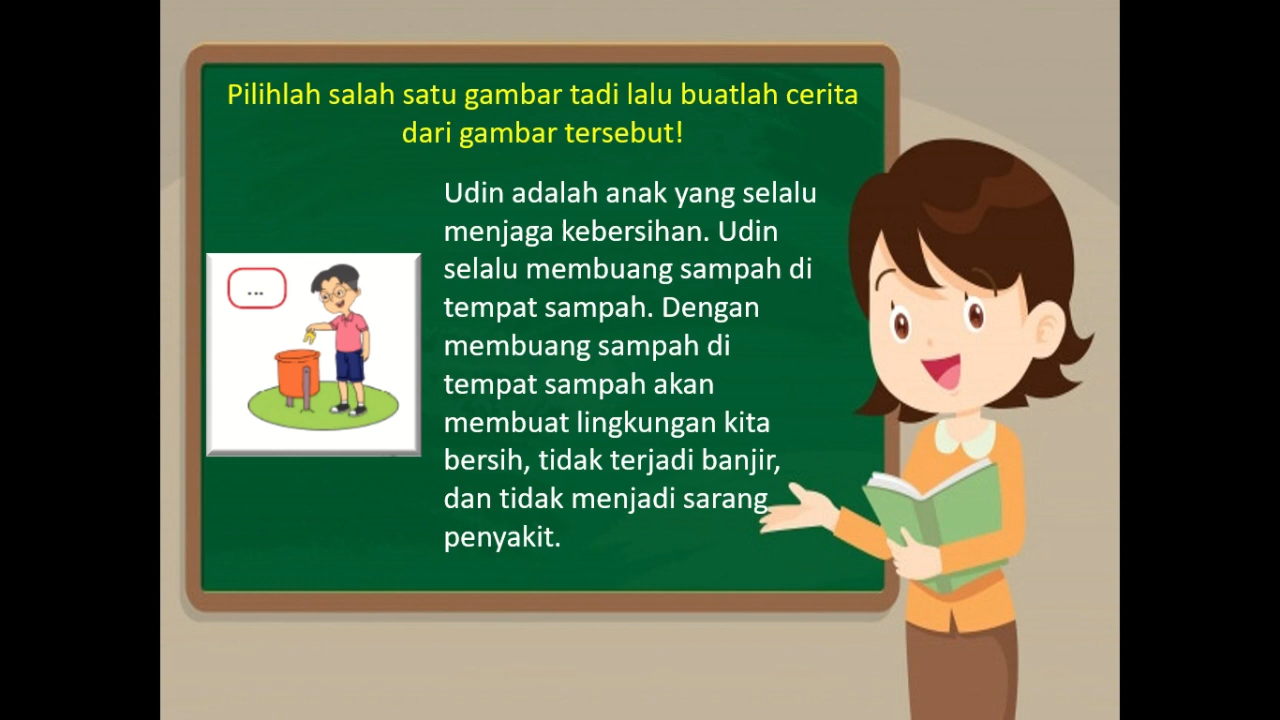 Pilihlah salah satu gambar tadi lalu buatlah cerita
dari gambar tersebut!
Udin adalah anak yang selalu
menjaga kebersihan. Udin
selalu membuang sampah di
tempat sampah. Dengan
membuang sampah di
tempat sampah akan
membuat lingkungan kita
bersih, tidak terjadi banjir,
dan tidak menjadi sarang
penyakit.
...